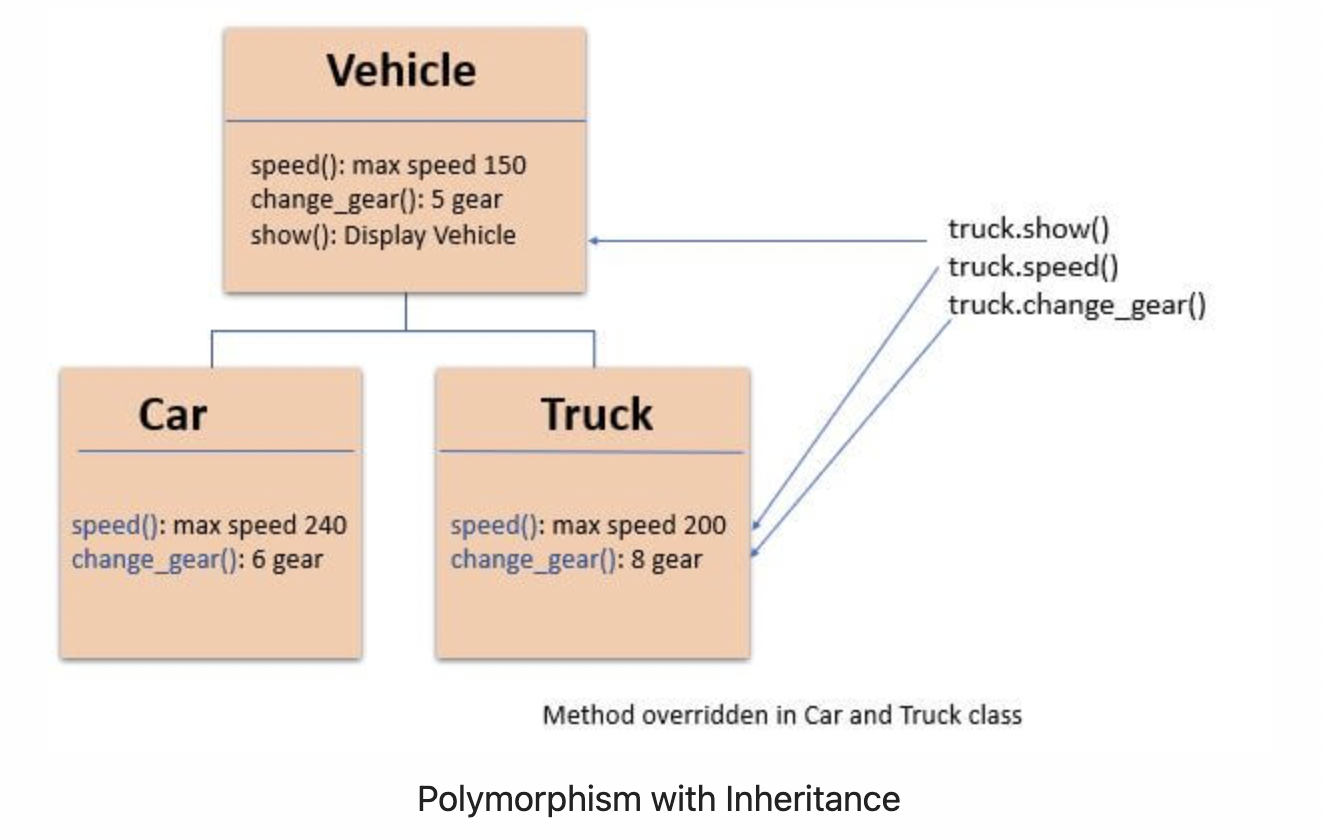 Vehicle
speed(): max speed 150
change_gear(): 5 gear
show(): Display Vehicle
truck.show()
truck.speed()
truck.change_gear()
Car
speed(): max speed 240
change_gear(): 6 gear
Truck
speed(): max speed 200
change_gear(): 8 gear
Method overridden in Car and Truck class
Polymorphism with Inheritance